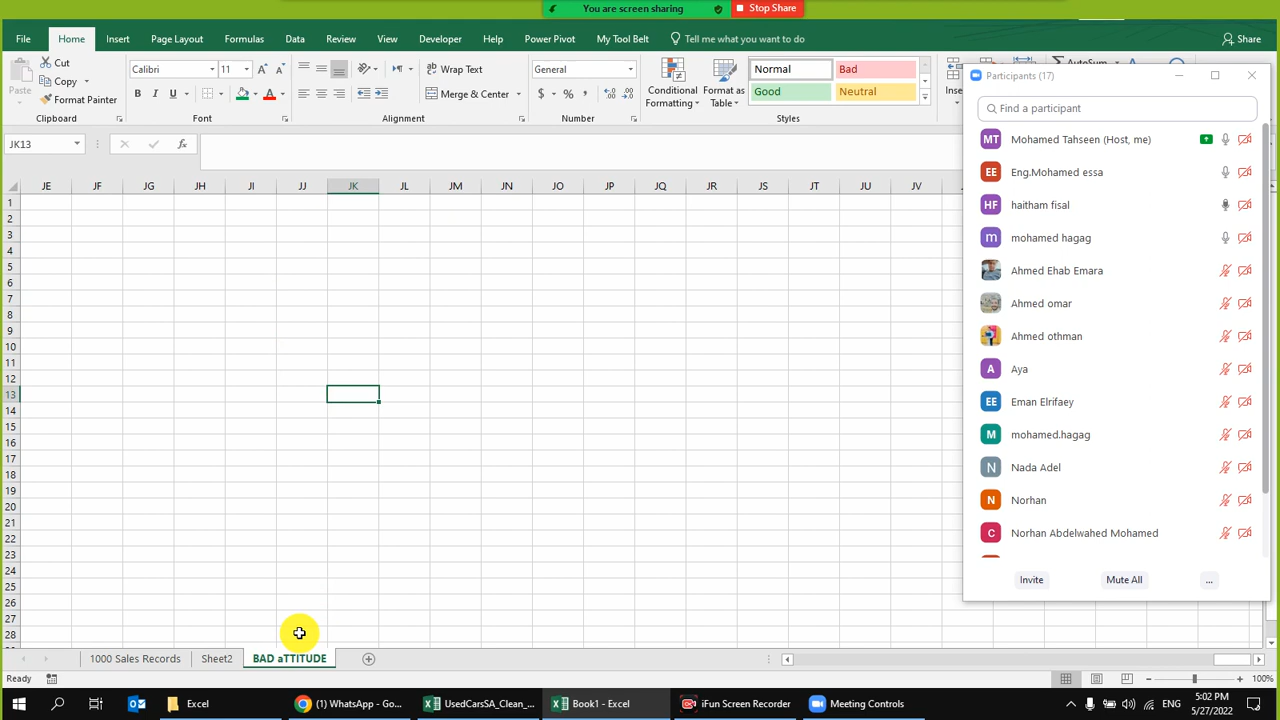 You are screen sharing
Stop Share
File Home Insert Page Layout Formulas Data Review View Developer Help Power Pivot My Tool Belt Tell me what you want to do Share
Cut
Copy
Format Painter
Paste
Clipboard
Calibri 11
B I U
Font
Wrap Text
Merge & Center
Alignment
General
$ % ,
Number
Conditional Formatting
Format as Table
Normal Bad
Good Neutral
Styles
AutoSum
JK13
fx
JE JF JG JH JI JJ JK JL JM JN JO JP JQ JR JS JT JU JV
1
2
3
4
5
6
7
8
9
10
11
12
13
14
15
16
17
18
19
20
21
22
23
24
25
26
27
28
Participants (17)
Find a participant
MT Mohamed Tahseen (Host, me)
EE Eng.Mohamed essa
HF haitham fisal
m mohamed hagag
Ahmed Ehab Emara
Ahmed omar
Ahmed othman
A Aya
EE Eman Elrifaey
M mohamed.hagag
N Nada Adel
N Norhan
C Norhan Abdelwahed Mohamed
Invite Mute All ...
1000 Sales Records Sheet2 BAD aTTITUDE
Ready 100%
Excel (1) WhatsApp - Go... UsedCarsSA_Clean_... Book1 - Excel iFun Screen Recorder Meeting Controls ENG 5:02 PM
5/27/2022